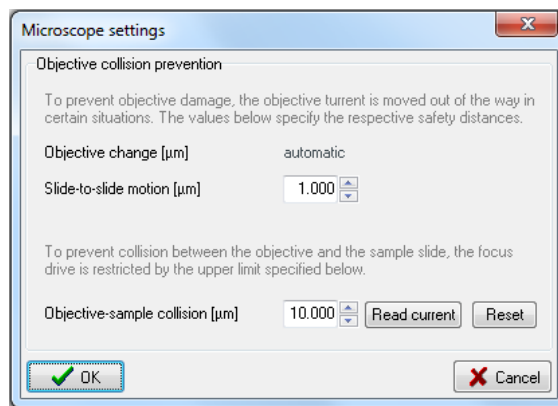 Microscope settings
Objective collision prevention
To prevent objective damage, the objective turrent is moved out of the way in
certain situations. The values below specify the respective safety distances.
Objective change [µm] automatic
Slide-to-slide motion [µm] 1.000
To prevent collision between the objective and the sample slide, the focus
drive is restricted by the upper limit specified below.
Objective-sample collision [µm] 10.000 Read current Reset
OK Cancel